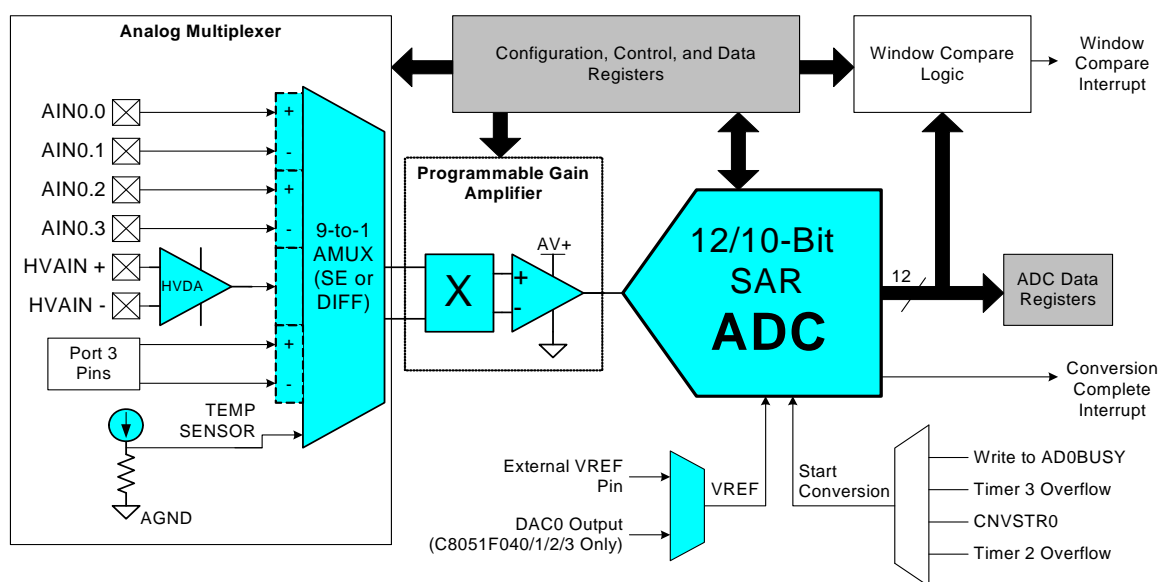 Analog Multiplexer
AIN0.0
AIN0.1
AIN0.2
AIN0.3
HVAIN +
HVAIN -
HVDA
Port 3
Pins
TEMP
SENSOR
AGND
+
-
+
-
+
-
9-to-1
AMUX
(SE or
DIFF)
Configuration, Control, and Data
Registers
Programmable Gain
Amplifier
X
+
-
AV+
12/10-Bit
SAR
ADC
Window Compare
Logic
Window
Compare
Interrupt
12
ADC Data
Registers
Conversion
Complete
Interrupt
External VREF
Pin
DAC0 Output
(C8051F040/1/2/3 Only)
VREF
Start
Conversion
Write to AD0BUSY
Timer 3 Overflow
CNVSTR0
Timer 2 Overflow